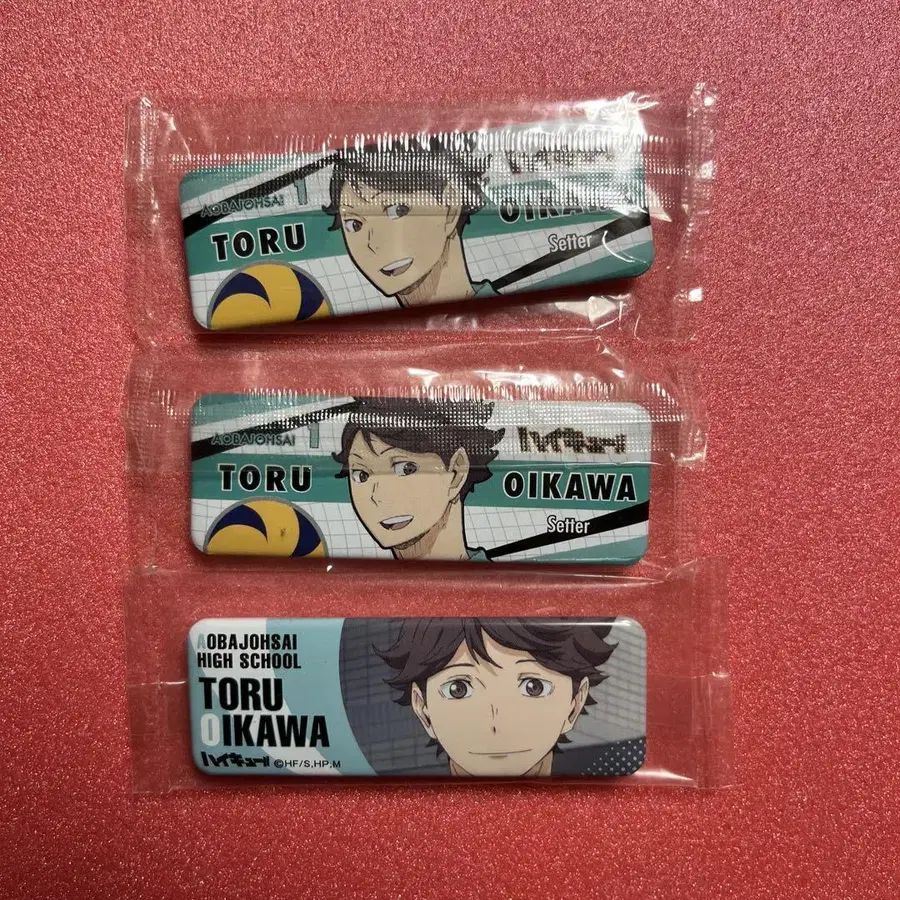 AOBAJOHSAI 1
TORU
OIKAWA
Setter
AOBAJOHSAI 1
ハイキュー!!
TORU
OIKAWA
Setter
AOBAJOHSAI
HIGH SCHOOL
TORU
OIKAWA
ハイキュー!! ©HF/S,HP,M